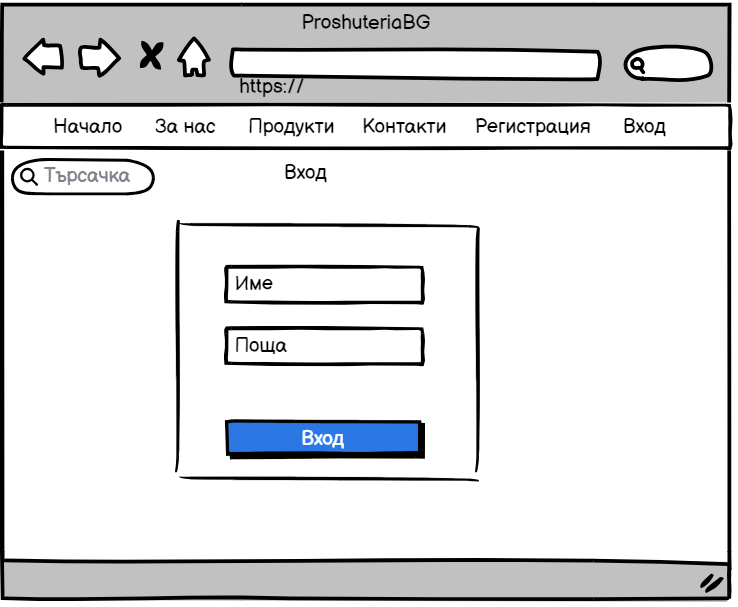 ProshuteriaBG
https://
Начало За нас Продукти Контакти Регистрация Вход
Търсачка
Вход
Име
Поща
Вход